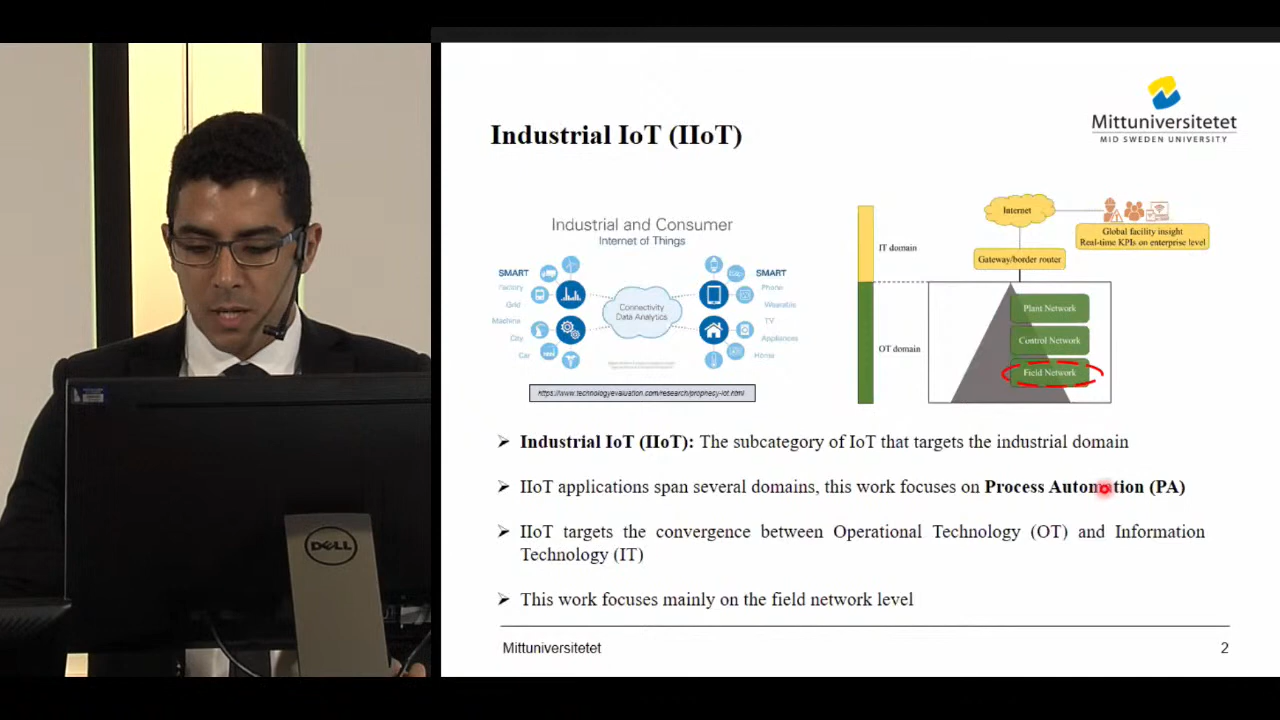 Industrial IoT (IIoT)
Mittuniversitetet
MID SWEDEN UNIVERSITY
Industrial and Consumer
Internet of Things
SMART
Factory
Grid
Machine
City
Car
Connectivity
Data Analytics
SMART
Phone
Wearables
TV
Appliances
Home
https://www.technologyevaluation.com/research/prophecy-iot.html
IT domain
OT domain
Internet
Global facility insight
Real-time KPIs on enterprise level
Gateway/border router
Plant Network
Control Network
Field Network
➤ Industrial IoT (IIoT): The subcategory of IoT that targets the industrial domain
➤ IIoT applications span several domains, this work focuses on Process Automation (PA)
➤ IIoT targets the convergence between Operational Technology (OT) and Information
Technology (IT)
➤ This work focuses mainly on the field network level
Mittuniversitetet
2
DELL